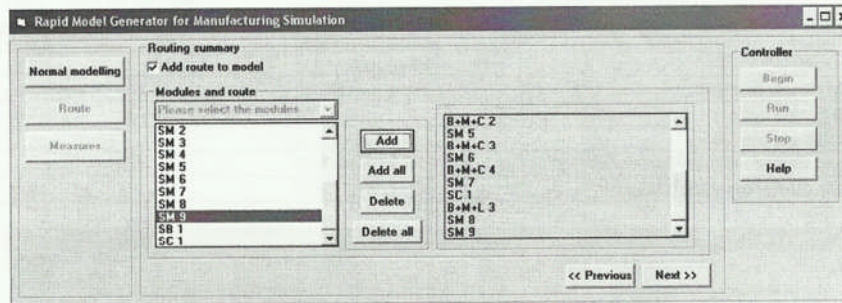 Rapid Model Generator for Manufacturing Simulation
Normal modelling
Route
Measures
Routing summary
Add route to model
Modules and route
Please select the modules
SM 2
SM 3
SM 4
SM 5
SM 6
SM 7
SM 8
SM 9
SB 1
SC 1
Add
Add all
Delete
Delete all
B+M+C 2
SM 5
B+M+C 3
SM 6
B+M+C 4
SM 7
SC 1
B+M+L 3
SM 8
SM 9
<< Previous
Next >>
Controller
Begin
Run
Stop
Help